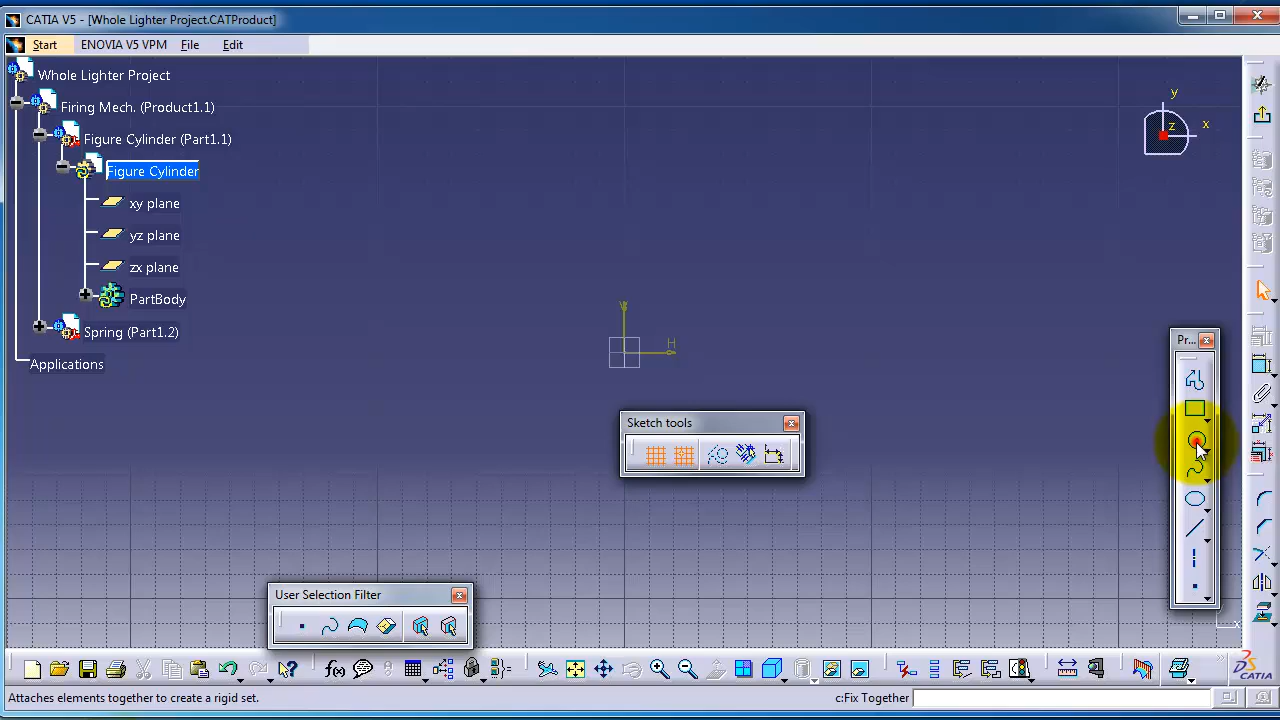 CATIA V5 - [Whole Lighter Project.CATProduct]
Start ENOVIA V5 VPM File Edit
Whole Lighter Project
Firing Mech. (Product1.1)
Figure Cylinder (Part1.1)
Figure Cylinder
xy plane
yz plane
zx plane
PartBody
Spring (Part1.2)
Applications
y
x
z
V
H
Pr...
Sketch tools
User Selection Filter
f(x)
x
DS CATIA
Attaches elements together to create a rigid set.
c:Fix Together